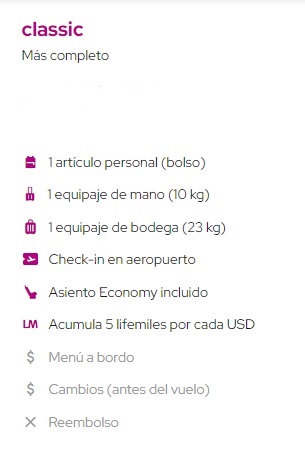 classic
Más completo
1 artículo personal (bolso)
1 equipaje de mano (10 kg)
1 equipaje de bodega (23 kg)
Check-in en aeropuerto
Asiento Economy incluido
LM Acumula 5 lifemiles por cada USD
$ Menú a bordo
$ Cambios (antes del vuelo)
Reembolso